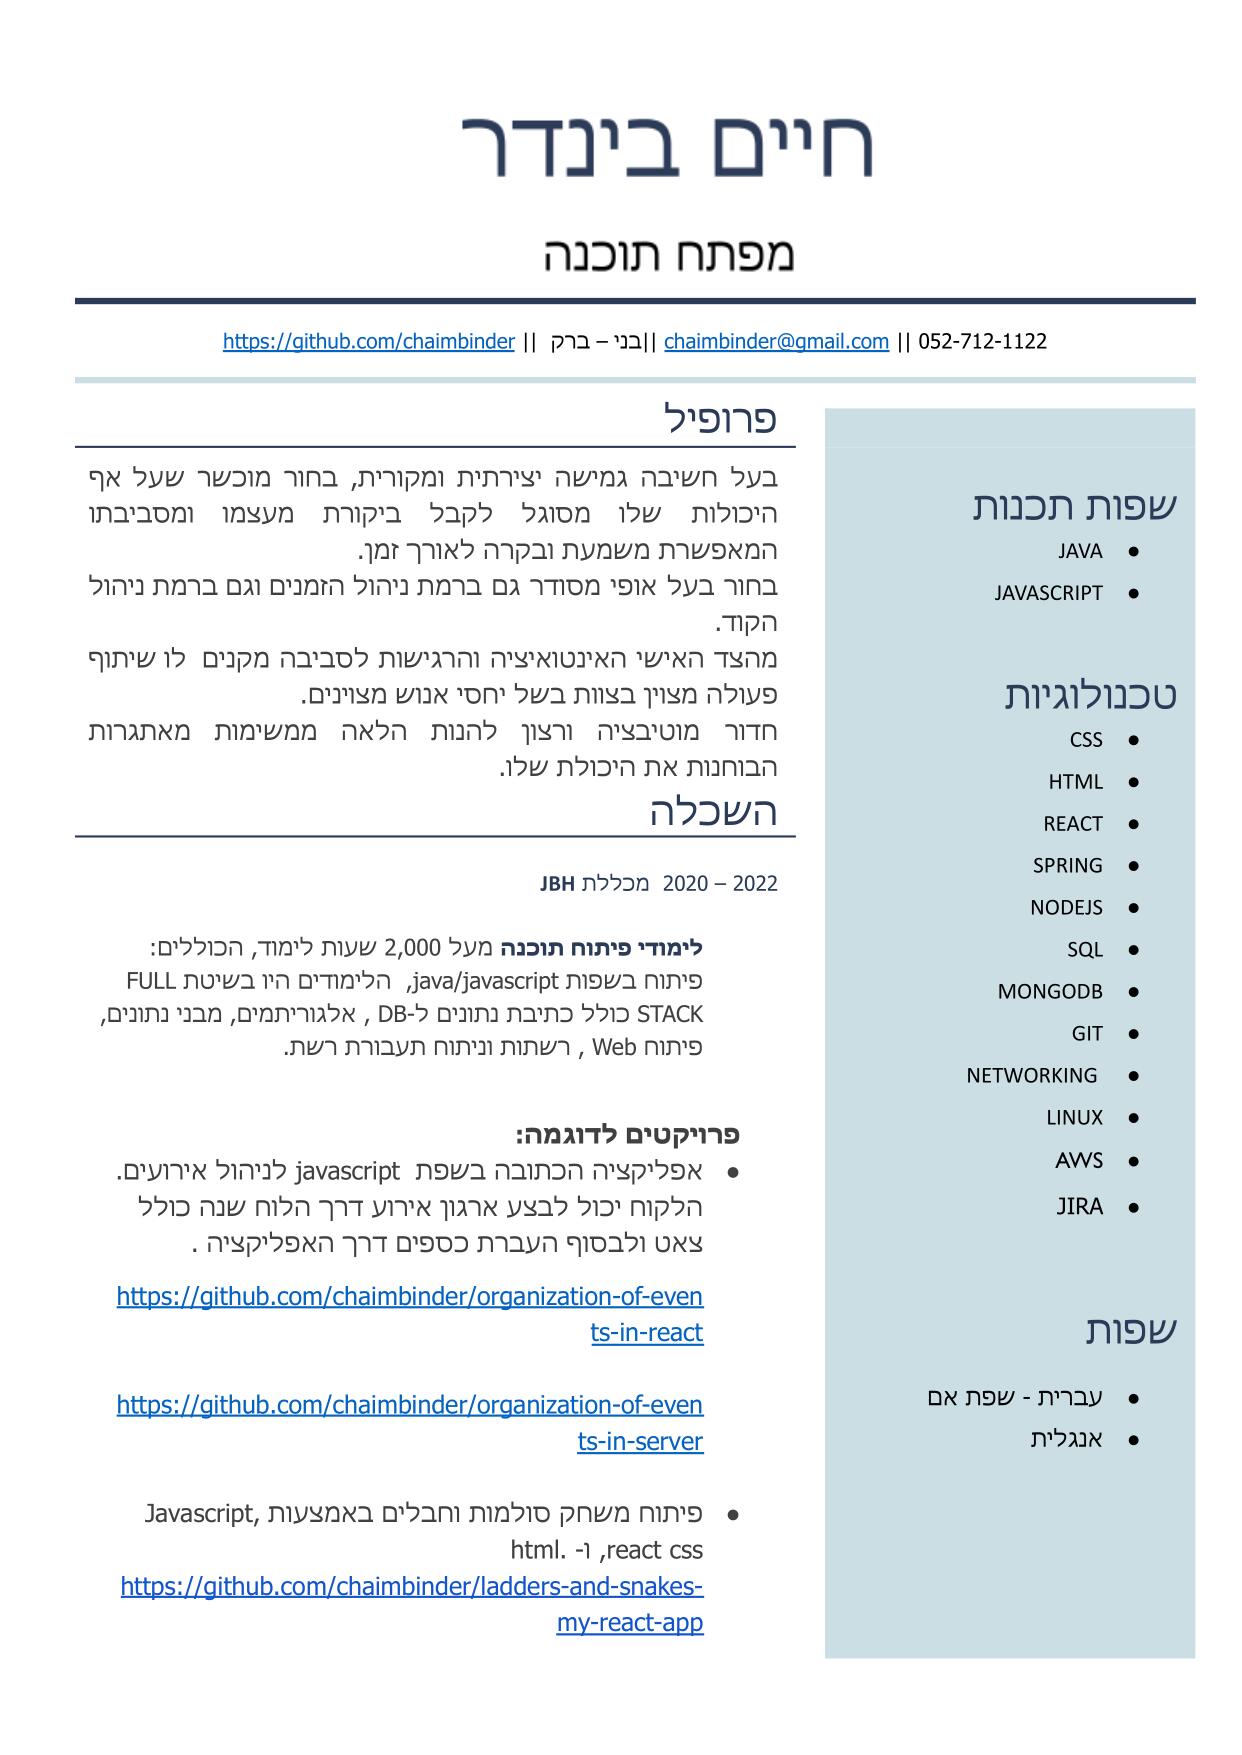 חיים בינדר
מפתח תוכנה
052-712-1122 || chaimbinder@gmail.com ||בני – ברק || https://github.com/chaimbinder
שפות תכנות
● JAVA
● JAVASCRIPT
טכנולוגיות
● CSS
● HTML
● REACT
● SPRING
● NODEJS
● SQL
● MONGODB
● GIT
● NETWORKING
● LINUX
● AWS
● JIRA
שפות
● עברית - שפת אם
● אנגלית
פרופיל
בעל חשיבה גמישה יצירתית ומקורית, בחור מוכשר שעל אף
היכולות שלו מסוגל לקבל ביקורת מעצמו ומסביבתו
המאפשרת משמעת ובקרה לאורך זמן.
בחור בעל אופי מסודר גם ברמת ניהול הזמנים וגם ברמת ניהול
הקוד.
מהצד האישי האינטואיציה והרגישות לסביבה מקנים לו שיתוף
פעולה מצוין בצוות בשל יחסי אנוש מצוינים.
חדור מוטיבציה ורצון להנות הלאה ממשימות מאתגרות
הבוחנות את היכולת שלו.
השכלה
2020 – 2022 מכללת JBH
לימודי פיתוח תוכנה מעל 2,000 שעות לימוד, הכוללים:
פיתוח בשפות java/javascript, הלימודים היו בשיטת FULL
STACK כולל כתיבת נתונים ל-DB , אלגוריתמים, מבני נתונים,
פיתוח Web , רשתות וניתוח תעבורת רשת.
פרויקטים לדוגמה:
● אפליקציה הכתובה בשפת javascript לניהול אירועים.
הלקוח יכול לבצע ארגון אירוע דרך הלוח שנה כולל
צאט ולבסוף העברת כספים דרך האפליקציה .
https://github.com/chaimbinder/organization-of-even
ts-in-react
https://github.com/chaimbinder/organization-of-even
ts-in-server
● פיתוח משחק סולמות וחבלים באמצעות Javascript,
react css, ו- html.
https://github.com/chaimbinder/ladders-and-snakes-
my-react-app